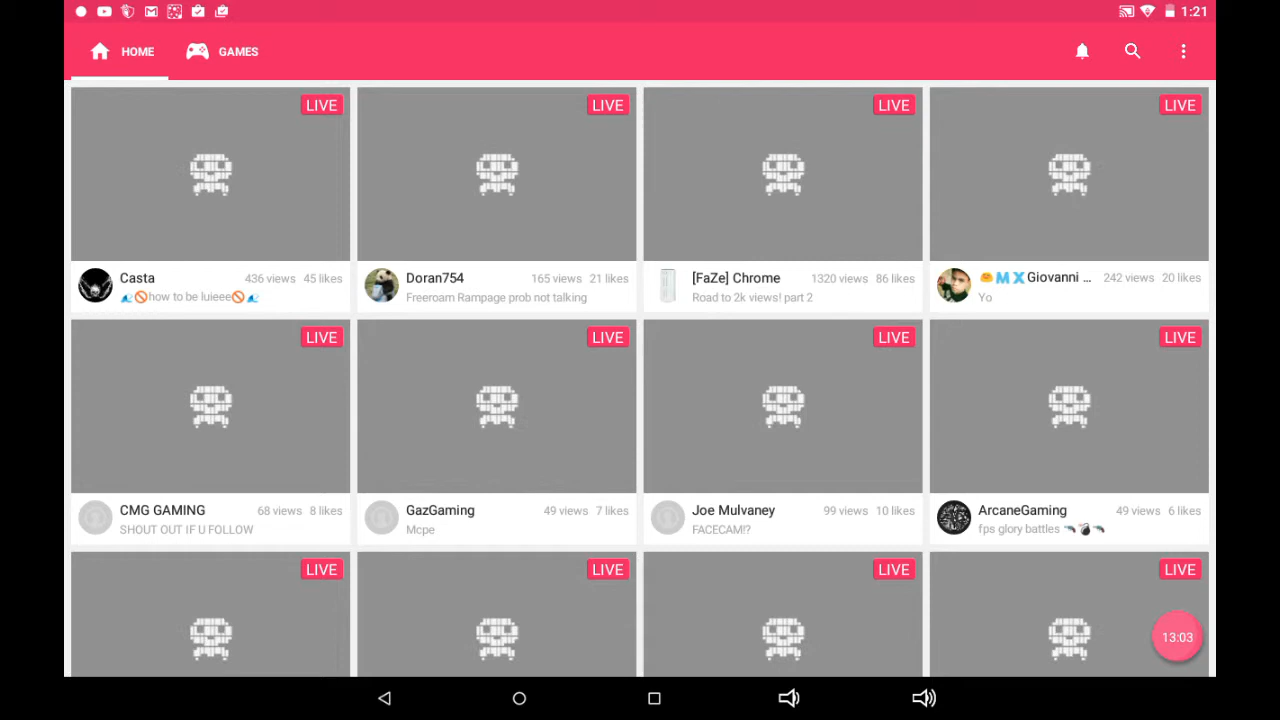 1:21
HOME GAMES
LIVE LIVE LIVE LIVE
Casta 436 views 45 likes
🌊🚫how to be luieee🚫🌊
Doran754 165 views 21 likes
Freeroam Rampage prob not talking
[FaZe] Chrome 1320 views 86 likes
Road to 2k views! part 2
Ⓜ️ X Giovanni ... 242 views 20 likes
Yo
LIVE LIVE LIVE LIVE
CMG GAMING 68 views 8 likes
SHOUT OUT IF U FOLLOW
GazGaming 49 views 7 likes
Mcpe
Joe Mulvaney 99 views 10 likes
FACECAM!?
ArcaneGaming 49 views 6 likes
fps glory battles 🔫💣🔫
LIVE LIVE LIVE LIVE
13:03